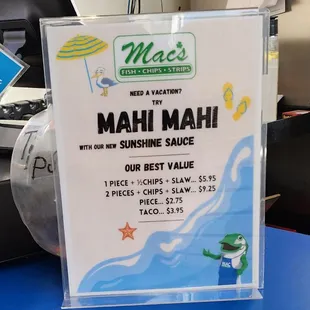 Mac's
FISH • CHIPS • STRIPS
NEED A VACATION?
TRY
MAHI MAHI
WITH OUR NEW SUNSHINE SAUCE
OUR BEST VALUE
1 PIECE + ½CHIPS + SLAW... $5.95
2 PIECES + CHIPS + SLAW... $9.25
PIECE... $2.75
TACO... $3.95